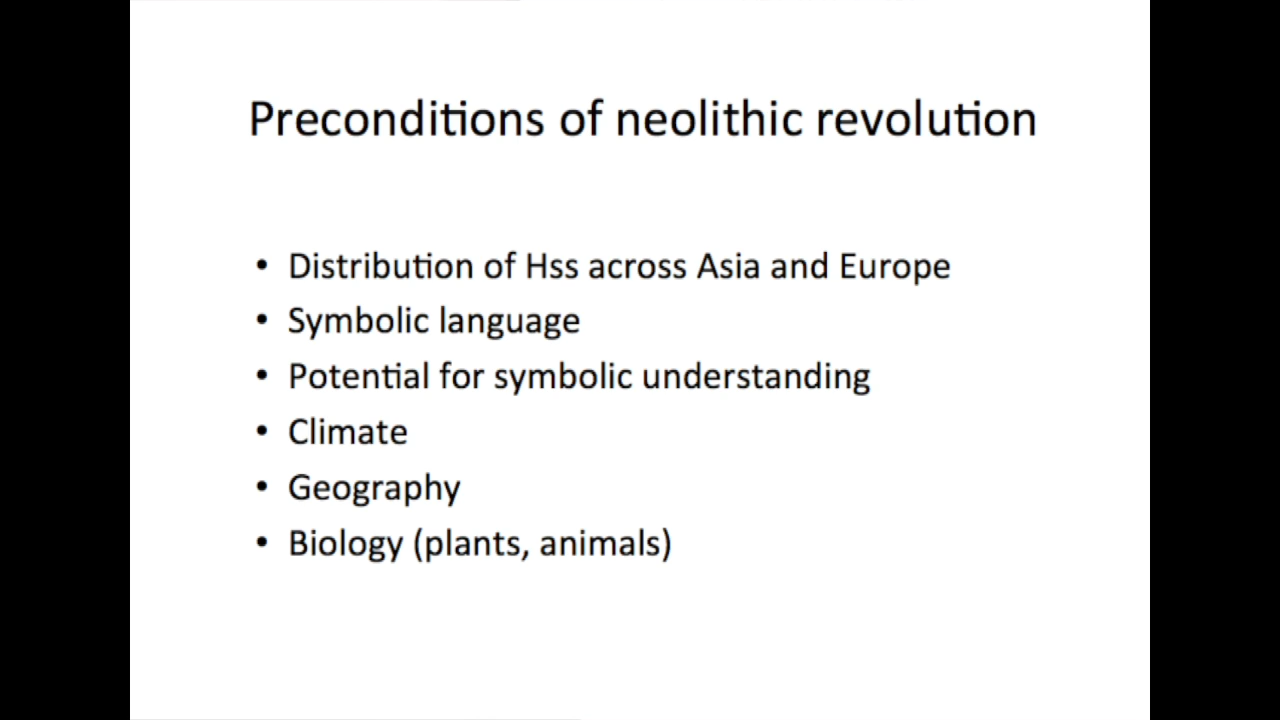 Preconditions of neolithic revolution
• Distribution of Hss across Asia and Europe
• Symbolic language
• Potential for symbolic understanding
• Climate
• Geography
• Biology (plants, animals)